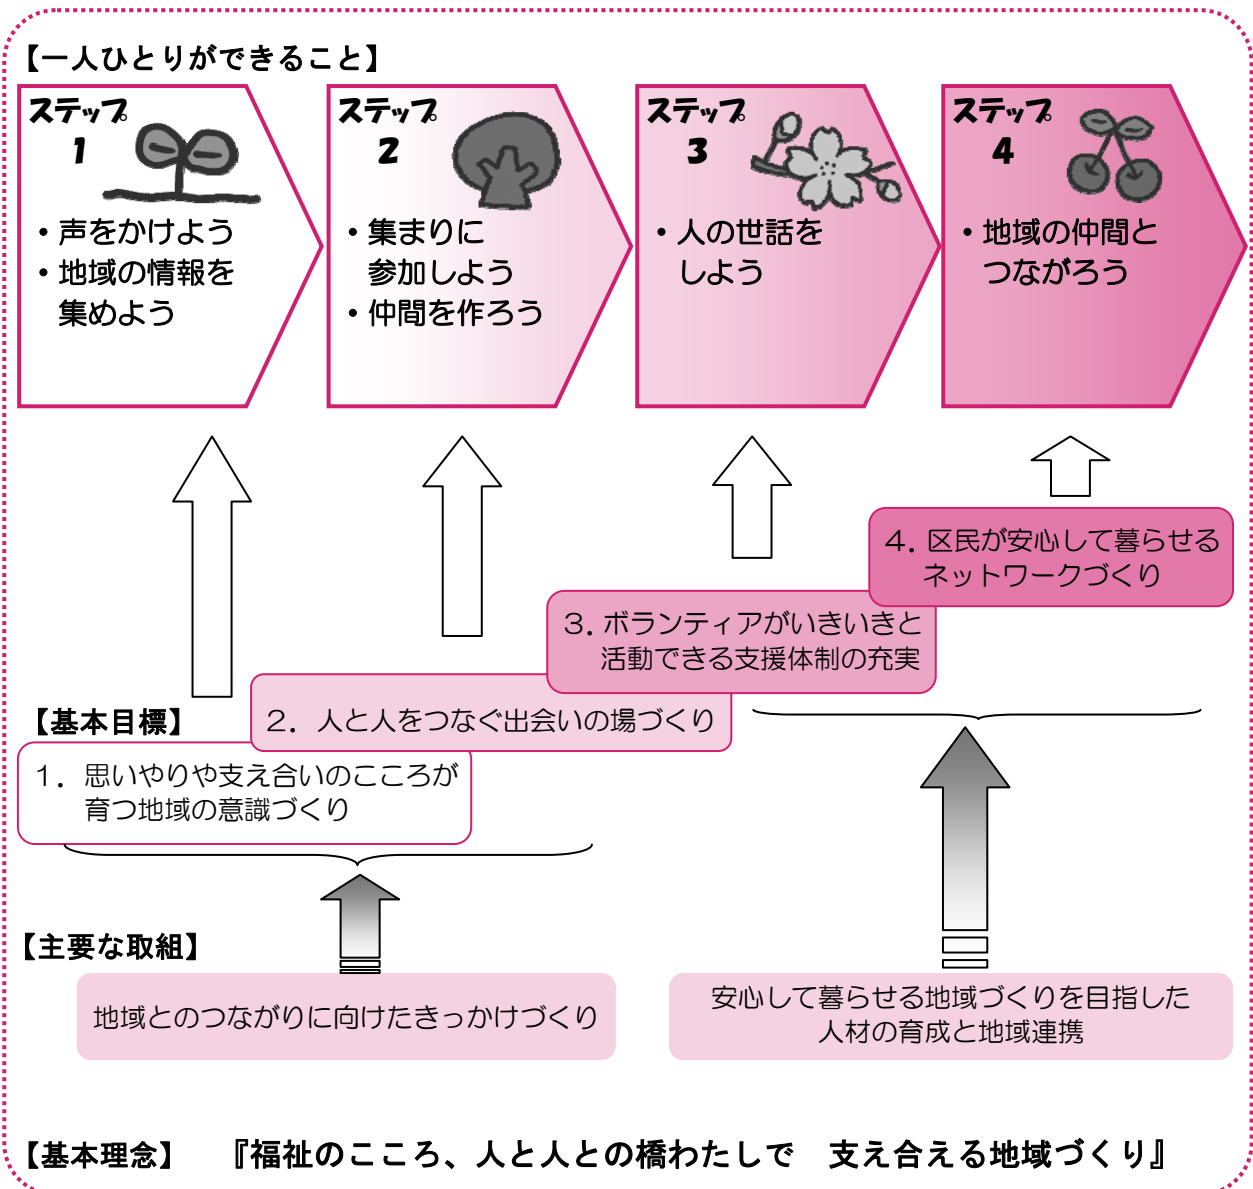 【一人ひとりができること】
ステップ
1
・声をかけよう
・地域の情報を
集めよう
ステップ
2
・集まりに
参加しよう
・仲間を作ろう
ステップ
3
・人の世話を
しよう
ステップ
4
・地域の仲間と
つながろう
4．区民が安心して暮らせる
ネットワークづくり
3．ボランティアがいきいきと
活動できる支援体制の充実
【基本目標】
2．人と人をつなぐ出会いの場づくり
1．思いやりや支え合いのこころが
育つ地域の意識づくり
【主要な取組】
地域とのつながりに向けたきっかけづくり
安心して暮らせる地域づくりを目指した
人材の育成と地域連携
【基本理念】　『福祉のこころ、人と人との橋わたしで　支え合える地域づくり』